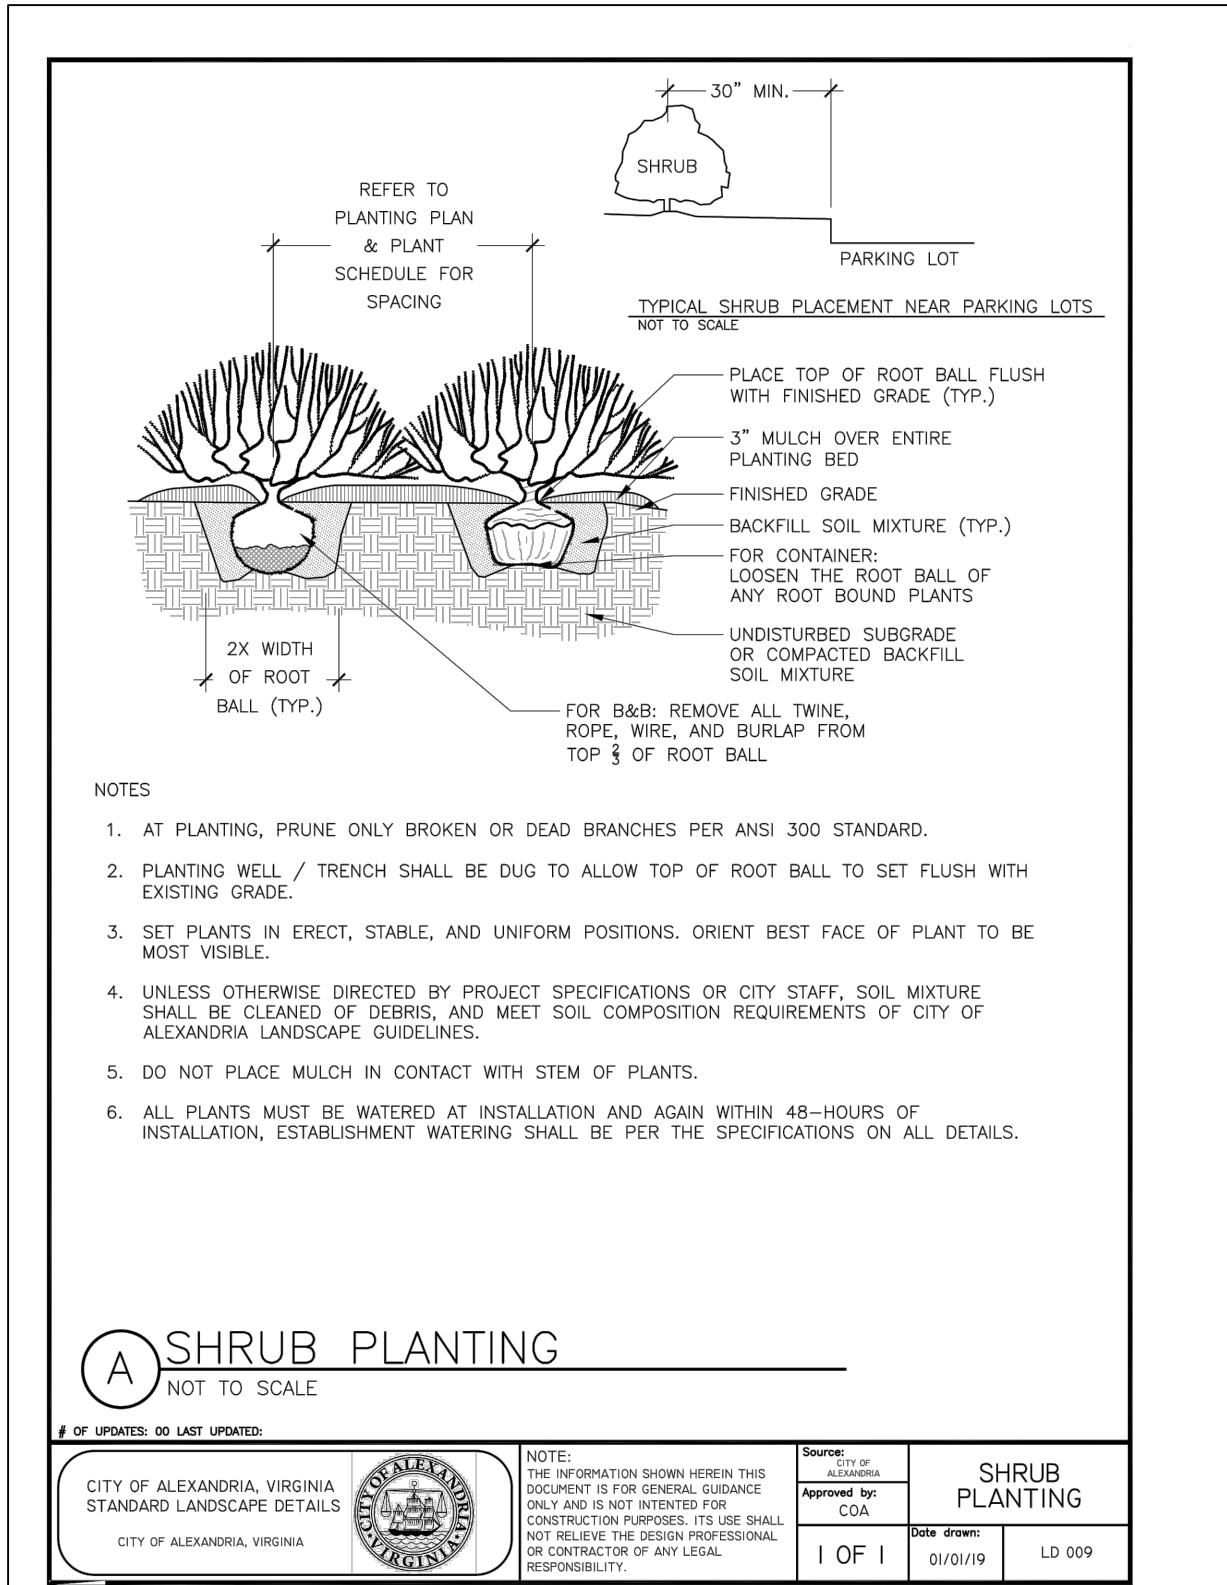 30" MIN.
SHRUB
PARKING LOT
TYPICAL SHRUB PLACEMENT NEAR PARKING LOTS
NOT TO SCALE
REFER TO
PLANTING PLAN
& PLANT
SCHEDULE FOR
SPACING
PLACE TOP OF ROOT BALL FLUSH
WITH FINISHED GRADE (TYP.)
3" MULCH OVER ENTIRE
PLANTING BED
FINISHED GRADE
BACKFILL SOIL MIXTURE (TYP.)
FOR CONTAINER:
LOOSEN THE ROOT BALL OF
ANY ROOT BOUND PLANTS
UNDISTURBED SUBGRADE
OR COMPACTED BACKFILL
SOIL MIXTURE
2X WIDTH
OF ROOT
BALL (TYP.)
FOR B&B: REMOVE ALL TWINE,
ROPE, WIRE, AND BURLAP FROM
TOP 2/3 OF ROOT BALL
NOTES
1. AT PLANTING, PRUNE ONLY BROKEN OR DEAD BRANCHES PER ANSI 300 STANDARD.
2. PLANTING WELL / TRENCH SHALL BE DUG TO ALLOW TOP OF ROOT BALL TO SET FLUSH WITH
EXISTING GRADE.
3. SET PLANTS IN ERECT, STABLE, AND UNIFORM POSITIONS. ORIENT BEST FACE OF PLANT TO BE
MOST VISIBLE.
4. UNLESS OTHERWISE DIRECTED BY PROJECT SPECIFICATIONS OR CITY STAFF, SOIL MIXTURE
SHALL BE CLEANED OF DEBRIS, AND MEET SOIL COMPOSITION REQUIREMENTS OF CITY OF
ALEXANDRIA LANDSCAPE GUIDELINES.
5. DO NOT PLACE MULCH IN CONTACT WITH STEM OF PLANTS.
6. ALL PLANTS MUST BE WATERED AT INSTALLATION AND AGAIN WITHIN 48-HOURS OF
INSTALLATION, ESTABLISHMENT WATERING SHALL BE PER THE SPECIFICATIONS ON ALL DETAILS.
A
SHRUB PLANTING
NOT TO SCALE
# OF UPDATES: 00 LAST UPDATED:
CITY OF ALEXANDRIA, VIRGINIA
STANDARD LANDSCAPE DETAILS
CITY OF ALEXANDRIA, VIRGINIA
CITY OF ALEXANDRIA
VIRGINIA
NOTE:
THE INFORMATION SHOWN HEREIN THIS
DOCUMENT IS FOR GENERAL GUIDANCE
ONLY AND IS NOT INTENDED FOR
CONSTRUCTION PURPOSES. ITS USE SHALL
NOT RELIEVE THE DESIGN PROFESSIONAL
OR CONTRACTOR OF ANY LEGAL
RESPONSIBILITY.
Source:
CITY OF
ALEXANDRIA
Approved by:
COA
1 OF 1
SHRUB
PLANTING
Date drawn:
01/01/19
LD 009